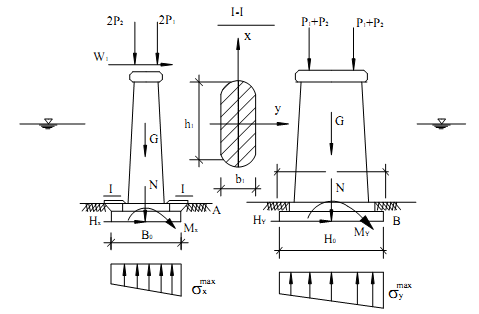 I-I
2P₂ 2P₁
P₁+P₂ P₁+P₂
x
W₁
h₁
y
G
G
b₁
I N I
N
A
Hₓ Mₓ
Hᵧ Mᵧ B
B₀
H₀
σₓᵐᵃˣ
σᵧᵐᵃˣ